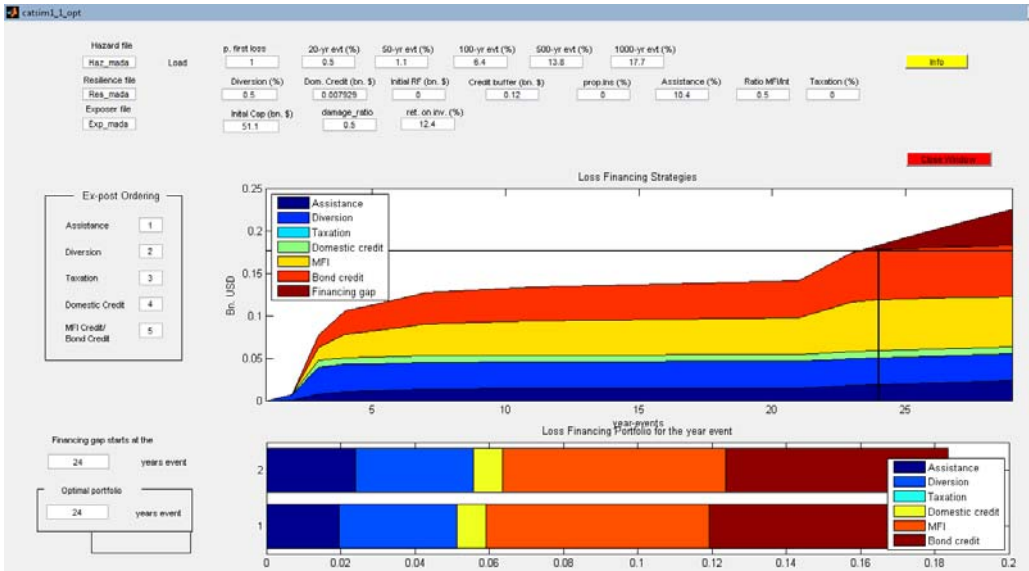 catsim1_1_opt
Hazard file
Haz_mada
Load
p. first loss 20-yr evt (%) 50-yr evt (%) 100-yr evt (%) 500-yr evt (%) 1000-yr evt (%)
1 0.5 1.1 6.4 13.8 17.7
Info
Resilience file
Res_mada
Diversion (%) Dom. Credit (bn. $) Initial RF (bn. $) Credit buffer (bn. $) prop.Ins (%) Assistance (%) Ratio MFI/Int Taxation (%)
0.5 0.007929 0 0.12 0 10.4 0.5 0
Exposer file
Exp_mada
Inital Cap (bn. $) damage_ratio ret. on inv. (%)
51.1 0.5 12.4
Close Window
Ex-post Ordering
Assistance 1
Diversion 2
Taxation 3
Domestic Credit 4
MFI Credit/
Bond Credit 5
Loss Financing Strategies
Bn. USD
0.25
0.2
0.15
0.1
0.05
0
Assistance
Diversion
Taxation
Domestic credit
MFI
Bond credit
Financing gap
5 10 15 20 25
year-events
Financing gap starts at the
24 years event
Optimal portfolio
24 years event
Loss Financing Portfolio for the year event
2
1
Assistance
Diversion
Taxation
Domestic credit
MFI
Bond credit
0 0.02 0.04 0.06 0.08 0.1 0.12 0.14 0.16 0.18 0.2